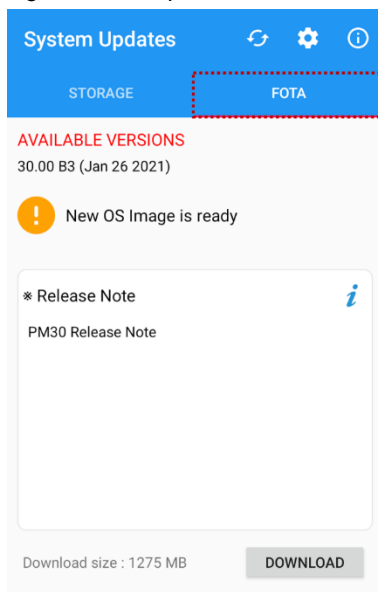 System Updates
STORAGE
FOTA
AVAILABLE VERSIONS
30.00 B3 (Jan 26 2021)
New OS Image is ready
※ Release Note
PM30 Release Note
Download size : 1275 MB
DOWNLOAD